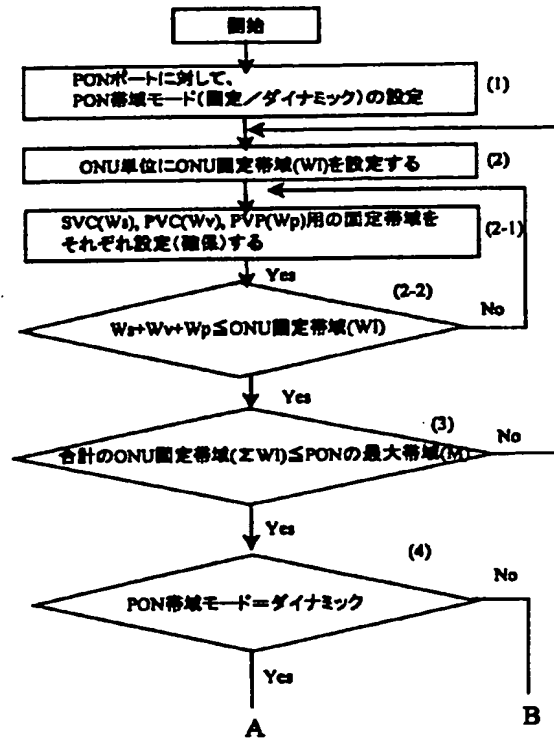 開始
PONポートに対して、
PON帯域モード(固定／ダイナミック)の設定
(1)
ONU単位にONU固定帯域(Wi)を設定する
(2)
SVC(Ws), PVC(Wv), PVP(Wp)用の固定帯域を
それぞれ設定(確保)する
(2-1)
Yes
(2-2)
No
Ws+Wv+Wp≦ONU固定帯域(Wi)
Yes
(3)
No
合計のONU固定帯域(ΣWi)≦PONの最大帯域(M)
Yes
(4)
No
PON帯域モード＝ダイナミック
Yes
A
B